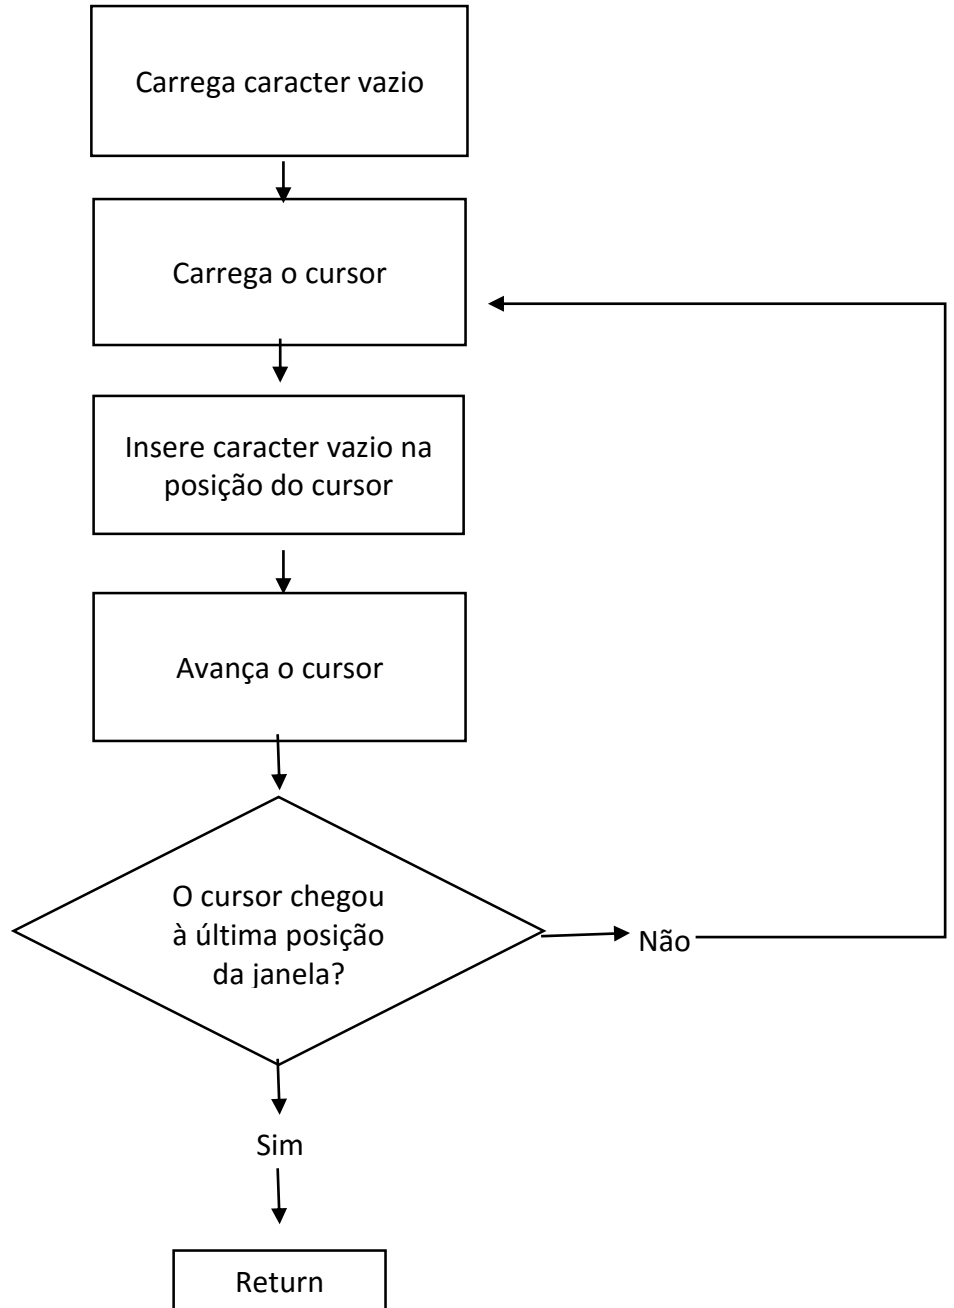 Carrega caracter vazio
Carrega o cursor
Insere caracter vazio na
posição do cursor
Avança o cursor
O cursor chegou
à última posição
da janela?
Não
Sim
Return